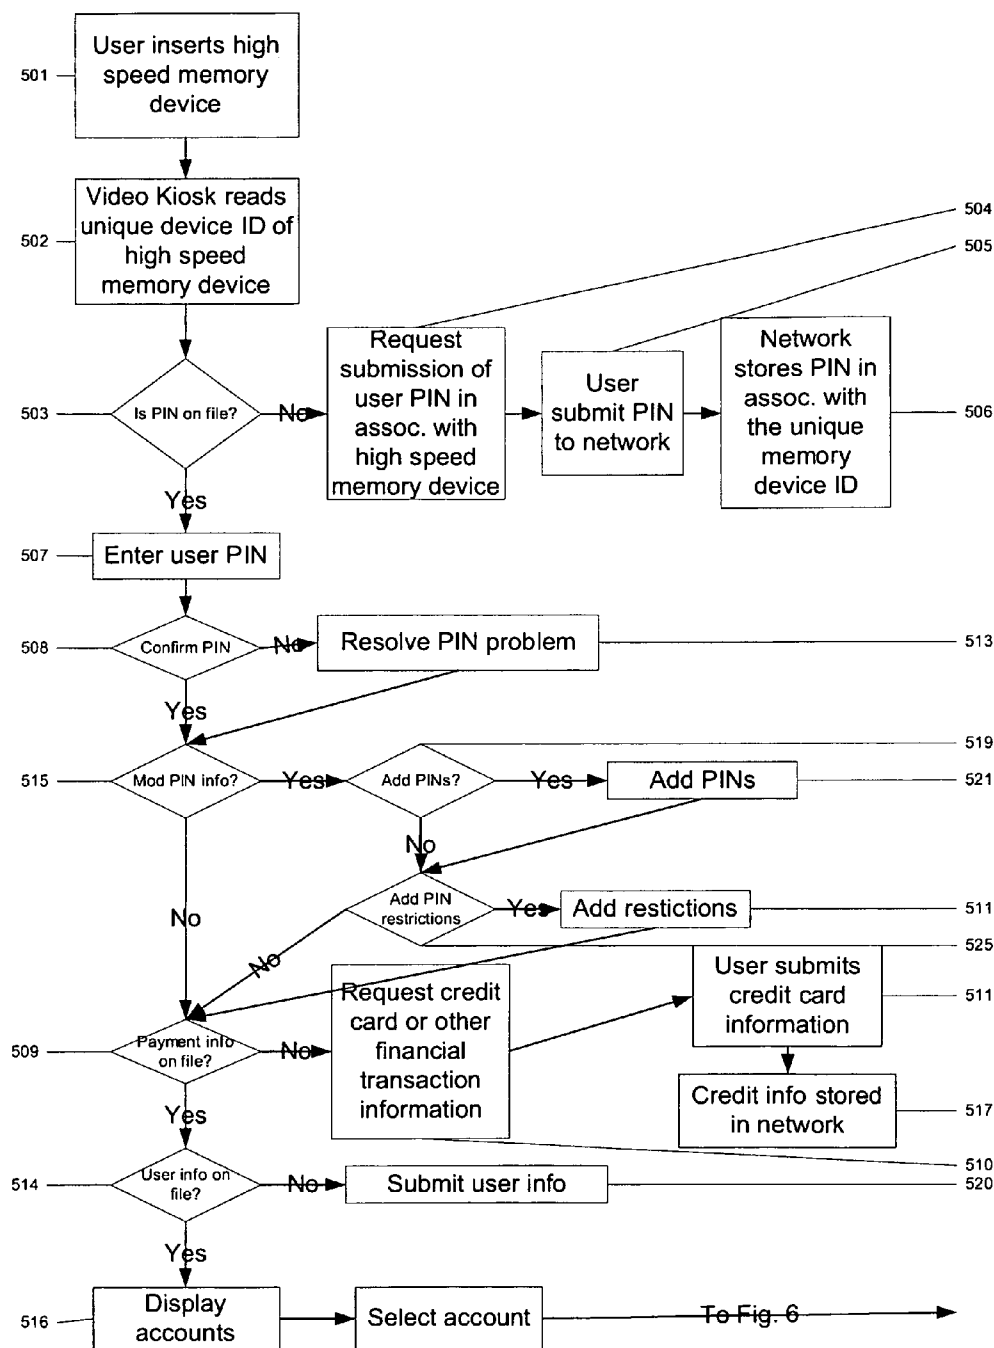 User inserts high
speed memory
device
501
Video Kiosk reads
unique device ID of
high speed
memory device
502
504
505
Request
submission of
user PIN in
assoc. with
high speed
memory device
User
submit PIN
to network
Network
stores PIN in
assoc. with
the unique
memory
device ID
503
Is PIN on file?
No
506
Yes
507
Enter user PIN
508
Confirm PIN
No
Resolve PIN problem
513
Yes
519
515
Mod PIN info?
Yes
Add PINs?
Yes
Add PINs
521
No
No
Add PIN
restrictions
Yes
Add restictions
511
525
No
User submits
credit card
information
511
Request credit
card or other
financial
transaction
information
509
Payment info
on file?
No
Credit info stored
in network
517
Yes
510
514
User info on
file?
No
Submit user info
520
Yes
516
Display
accounts
Select account
To Fig. 6